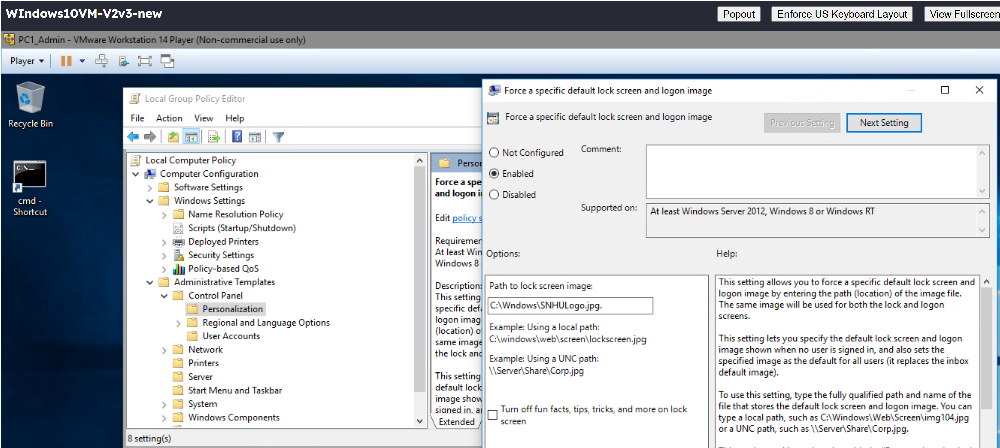 WIndows10VM-V2v3-new
Popout
Enforce US Keyboard Layout
View Fullscreen
PC1_Admin - VMware Workstation 14 Player (Non-commercial use only)
Player
Recycle Bin
C:\_
cmd -
Shortcut
Local Group Policy Editor
File Action View Help
Local Computer Policy
Computer Configuration
Software Settings
Windows Settings
Name Resolution Policy
Scripts (Startup/Shutdown)
Deployed Printers
Security Settings
Policy-based QoS
Administrative Templates
Control Panel
Personalization
Regional and Language Options
User Accounts
Network
Printers
Server
Start Menu and Taskbar
System
Windows Components
8 setting(s)
Person
Force a spe
and logon i
Edit policy s
Requiremen
At least Win
Windows 8
Description:
This setting
specific defa
logon imag
(location) o
same image
the lock and
This setting
default lock
image show
signed in, a
Extended
Force a specific default lock screen and logon image
Force a specific default lock screen and logon image
Previous Setting
Next Setting
Not Configured
Enabled
Disabled
Comment:
Supported on:
At least Windows Server 2012, Windows 8 or Windows RT
Options:
Help:
Path to lock screen image:
C:\Wndows\SNHULogo.jpg.
Example: Using a local path:
C:\windows\web\screen\lockscreen.jpg
Example: Using a UNC path:
\\Server\Share\Corp.jpg
Turn off fun facts, tips, tricks, and more on lock
screen
This setting allows you to force a specific default lock screen and
logon image by entering the path (location) of the image file.
The same image will be used for both the lock and logon
screens.
This setting lets you specify the default lock screen and logon
image shown when no user is signed in, and also sets the
specified image as the default for all users (it replaces the inbox
default image).
To use this setting, type the fully qualified path and name of the
file that stores the default lock screen and logon image. You can
type a local path, such as C:\Windows\Web\Screen\img104.jpg
or a UNC path, such as \\Server\Share\Corp.jpg.